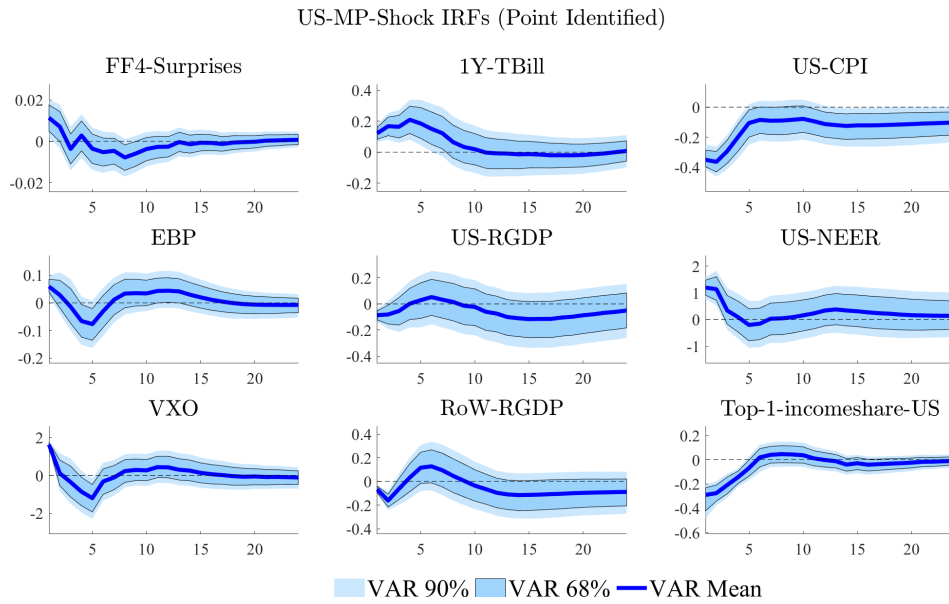 US-MP-Shock IRFs (Point Identified)
FF4-Surprises
0.02
0
-0.02
5 10 15 20
1Y-TBill
0.4
0.2
0
-0.2
5 10 15 20
US-CPI
0
-0.2
-0.4
5 10 15 20
EBP
0.1
0
-0.1
-0.2
5 10 15 20
US-RGDP
0.2
0
-0.2
-0.4
5 10 15 20
US-NEER
2
1
0
-1
5 10 15 20
VXO
2
0
-2
5 10 15 20
RoW-RGDP
0.4
0.2
0
-0.2
-0.4
5 10 15 20
Top-1-incomeshare-US
0.2
0
-0.2
-0.4
-0.6
5 10 15 20
VAR 90% VAR 68% VAR Mean